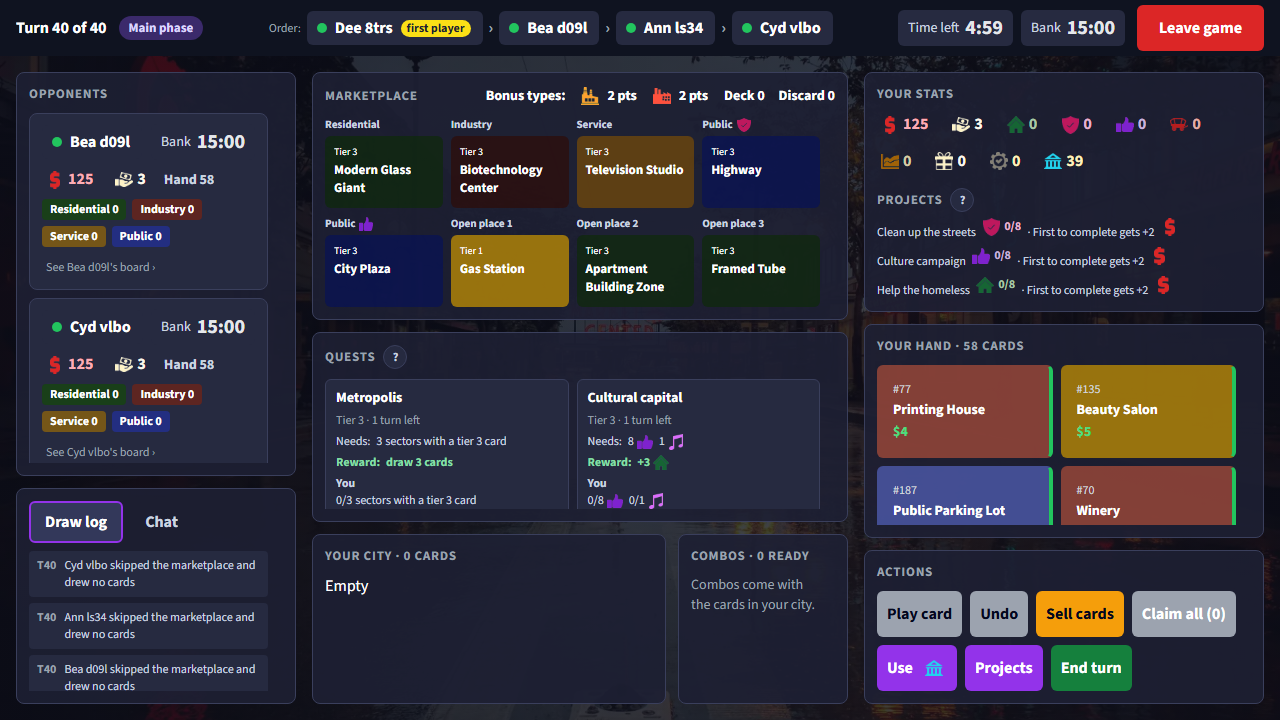 Turn 40 of 40
Main phase
Order:
Dee 8trs first player › Bea d09l › Ann ls34 › Cyd vlbo
Time left 4:59
Bank 15:00
Leave game
OPPONENTS
Bea d09l
Bank 15:00
125 3 Hand 58
Residential 0 Industry 0
Service 0 Public 0
See Bea d09l's board ›
Cyd vlbo
Bank 15:00
125 3 Hand 58
Residential 0 Industry 0
Service 0 Public 0
See Cyd vlbo's board ›
Draw log
Chat
T40 Cyd vlbo skipped the marketplace and
drew no cards
T40 Ann ls34 skipped the marketplace and
drew no cards
T40 Bea d09l skipped the marketplace and
drew no cards
MARKETPLACE
Bonus types: 2 pts 2 pts Deck 0 Discard 0
Residential
Tier 3
Modern Glass
Giant
Industry
Tier 3
Biotechnology
Center
Service
Tier 3
Television Studio
Public
Tier 3
Highway
Public
Tier 3
City Plaza
Open place 1
Tier 1
Gas Station
Open place 2
Tier 3
Apartment
Building Zone
Open place 3
Tier 3
Framed Tube
QUESTS ?
Metropolis
Tier 3 · 1 turn left
Needs: 3 sectors with a tier 3 card
Reward: draw 3 cards
You
0/3 sectors with a tier 3 card
Cultural capital
Tier 3 · 1 turn left
Needs: 8 1
Reward: +3
You
0/8 0/1
YOUR CITY · 0 CARDS
Empty
COMBOS · 0 READY
Combos come with
the cards in your city.
YOUR STATS
125 3 0 0 0 0
0 0 0 39
PROJECTS ?
Clean up the streets 0/8 · First to complete gets +2
Culture campaign 0/8 · First to complete gets +2
Help the homeless 0/8 · First to complete gets +2
YOUR HAND · 58 CARDS
#77
Printing House
$4
#135
Beauty Salon
$5
#187
Public Parking Lot
#70
Winery
ACTIONS
Play card
Undo
Sell cards
Claim all (0)
Use
Projects
End turn